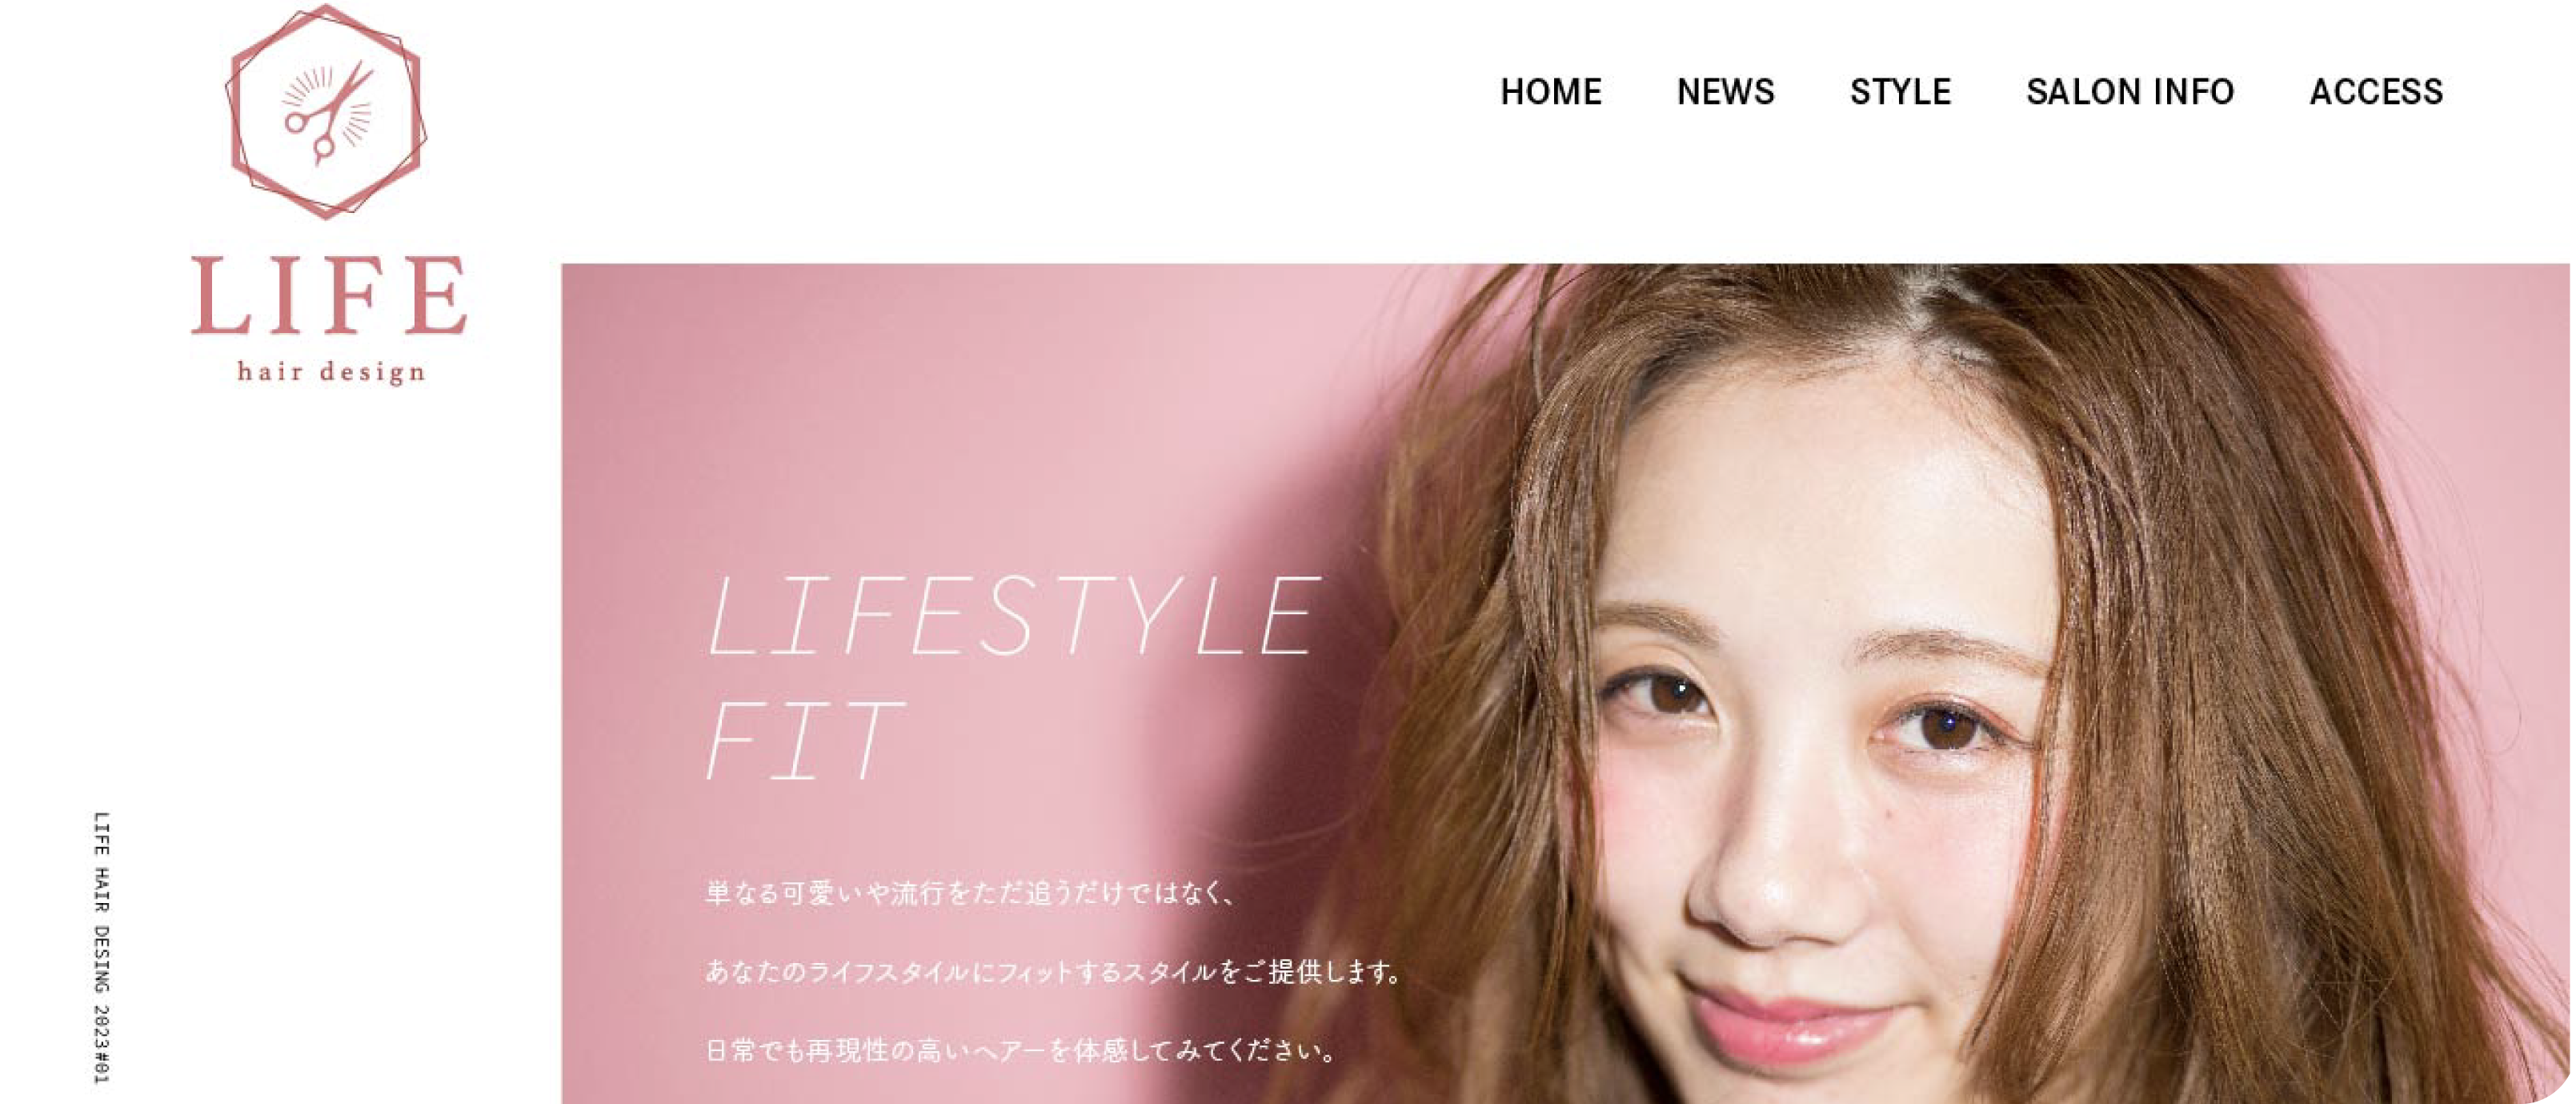 LIFE
hair design
HOME NEWS STYLE SALON INFO ACCESS
LIFESTYLE
FIT
単なる可愛いや流行をただ追うだけではなく、
あなたのライフスタイルにフィットするスタイルをご提供します。
日常でも再現性の高いヘアーを体感してみてください。
LIFE HAIR DESING 2023#01